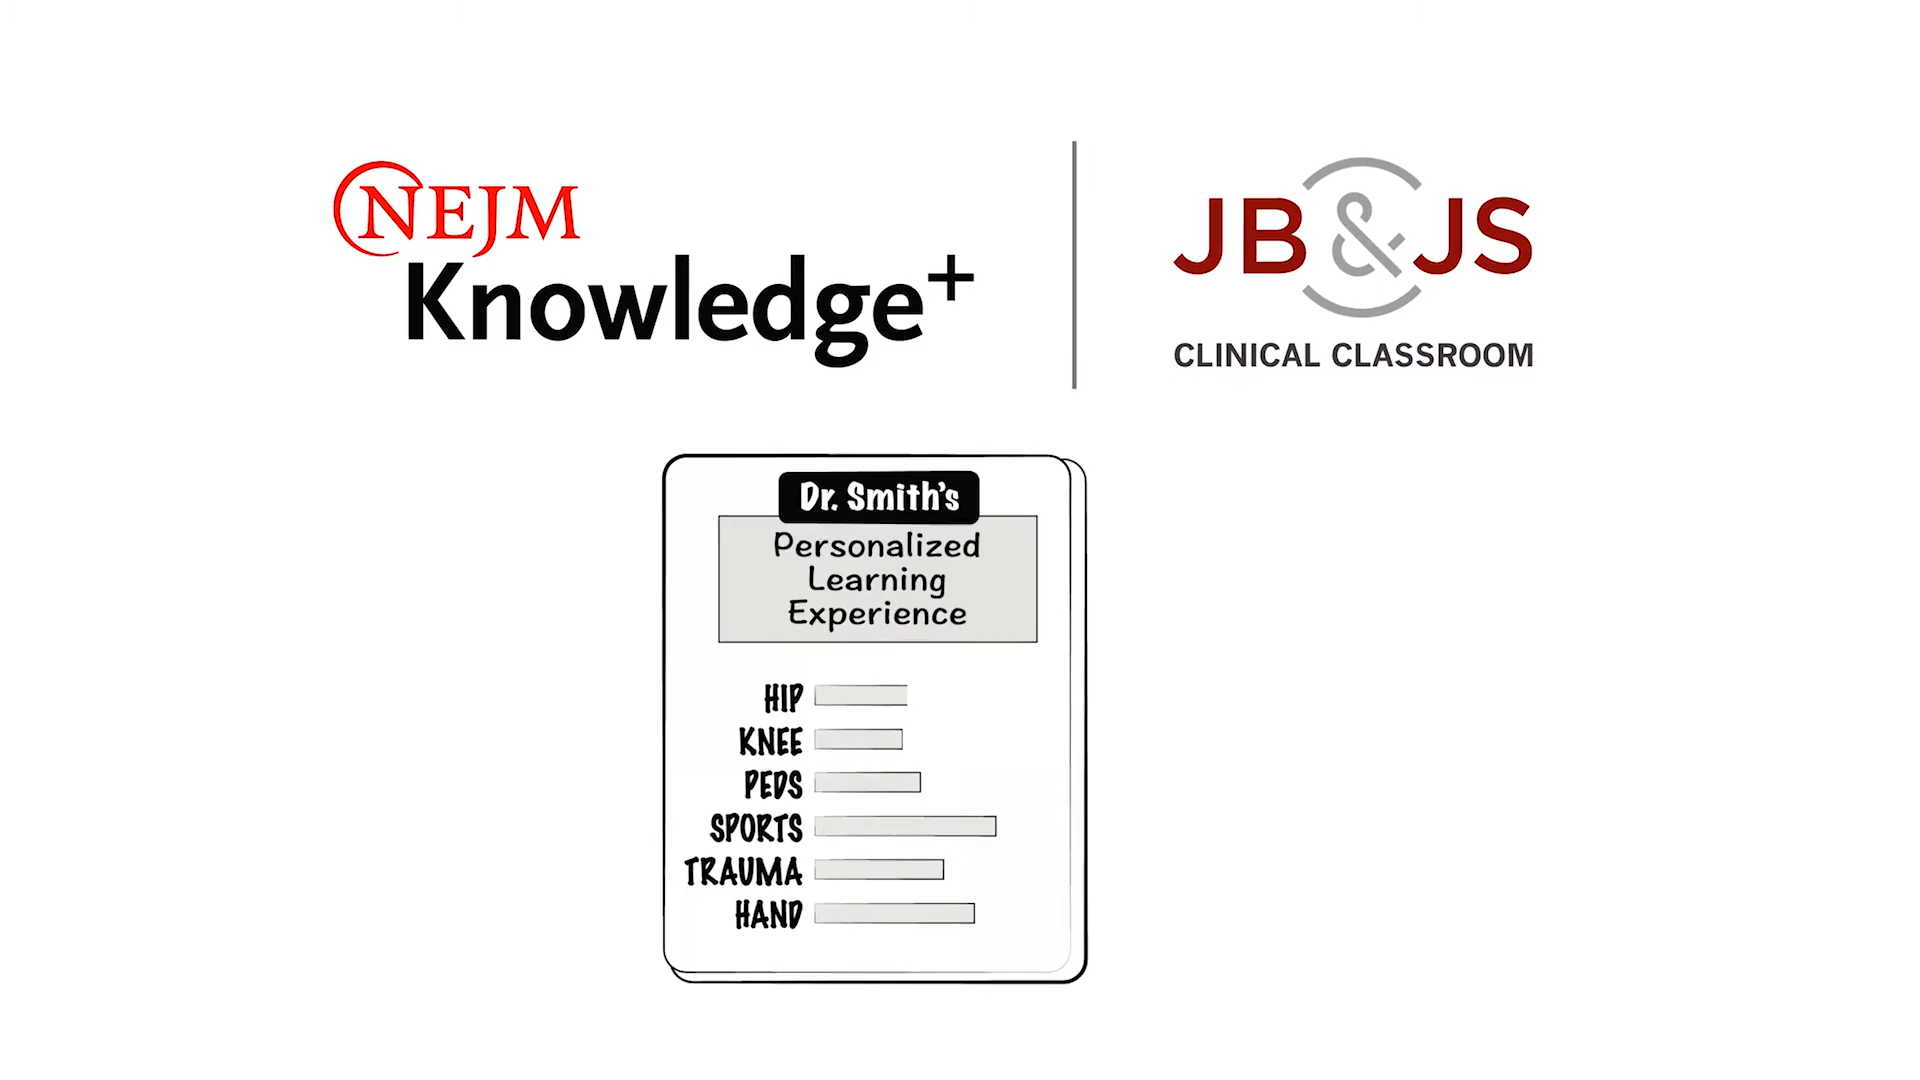 NEJM
Knowledge+
JB&JS
CLINICAL CLASSROOM
Dr. Smith's
Personalized
Learning
Experience
HIP
KNEE
PEDS
SPORTS
TRAUMA
HAND